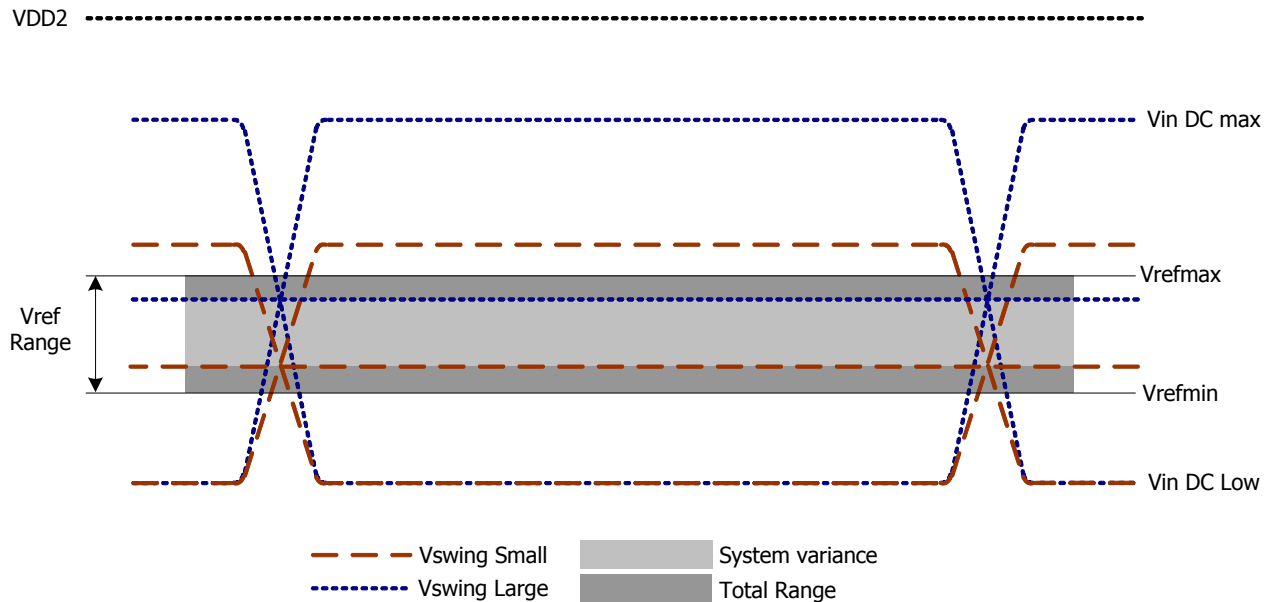 VDD2
Vin DC max
Vrefmax
Vref
Range
Vrefmin
Vin DC Low
Vswing Small
System variance
Vswing Large
Total Range